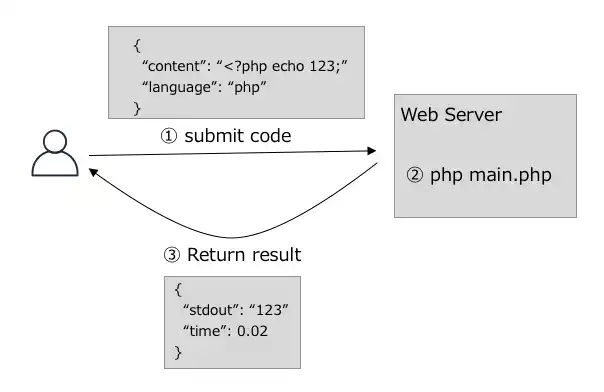 {
“content”: “<?php echo 123;”
“language”: “php”
}
① submit code
Web Server
② php main.php
③ Return result
{
“stdout”: “123”
“time”: 0.02
}